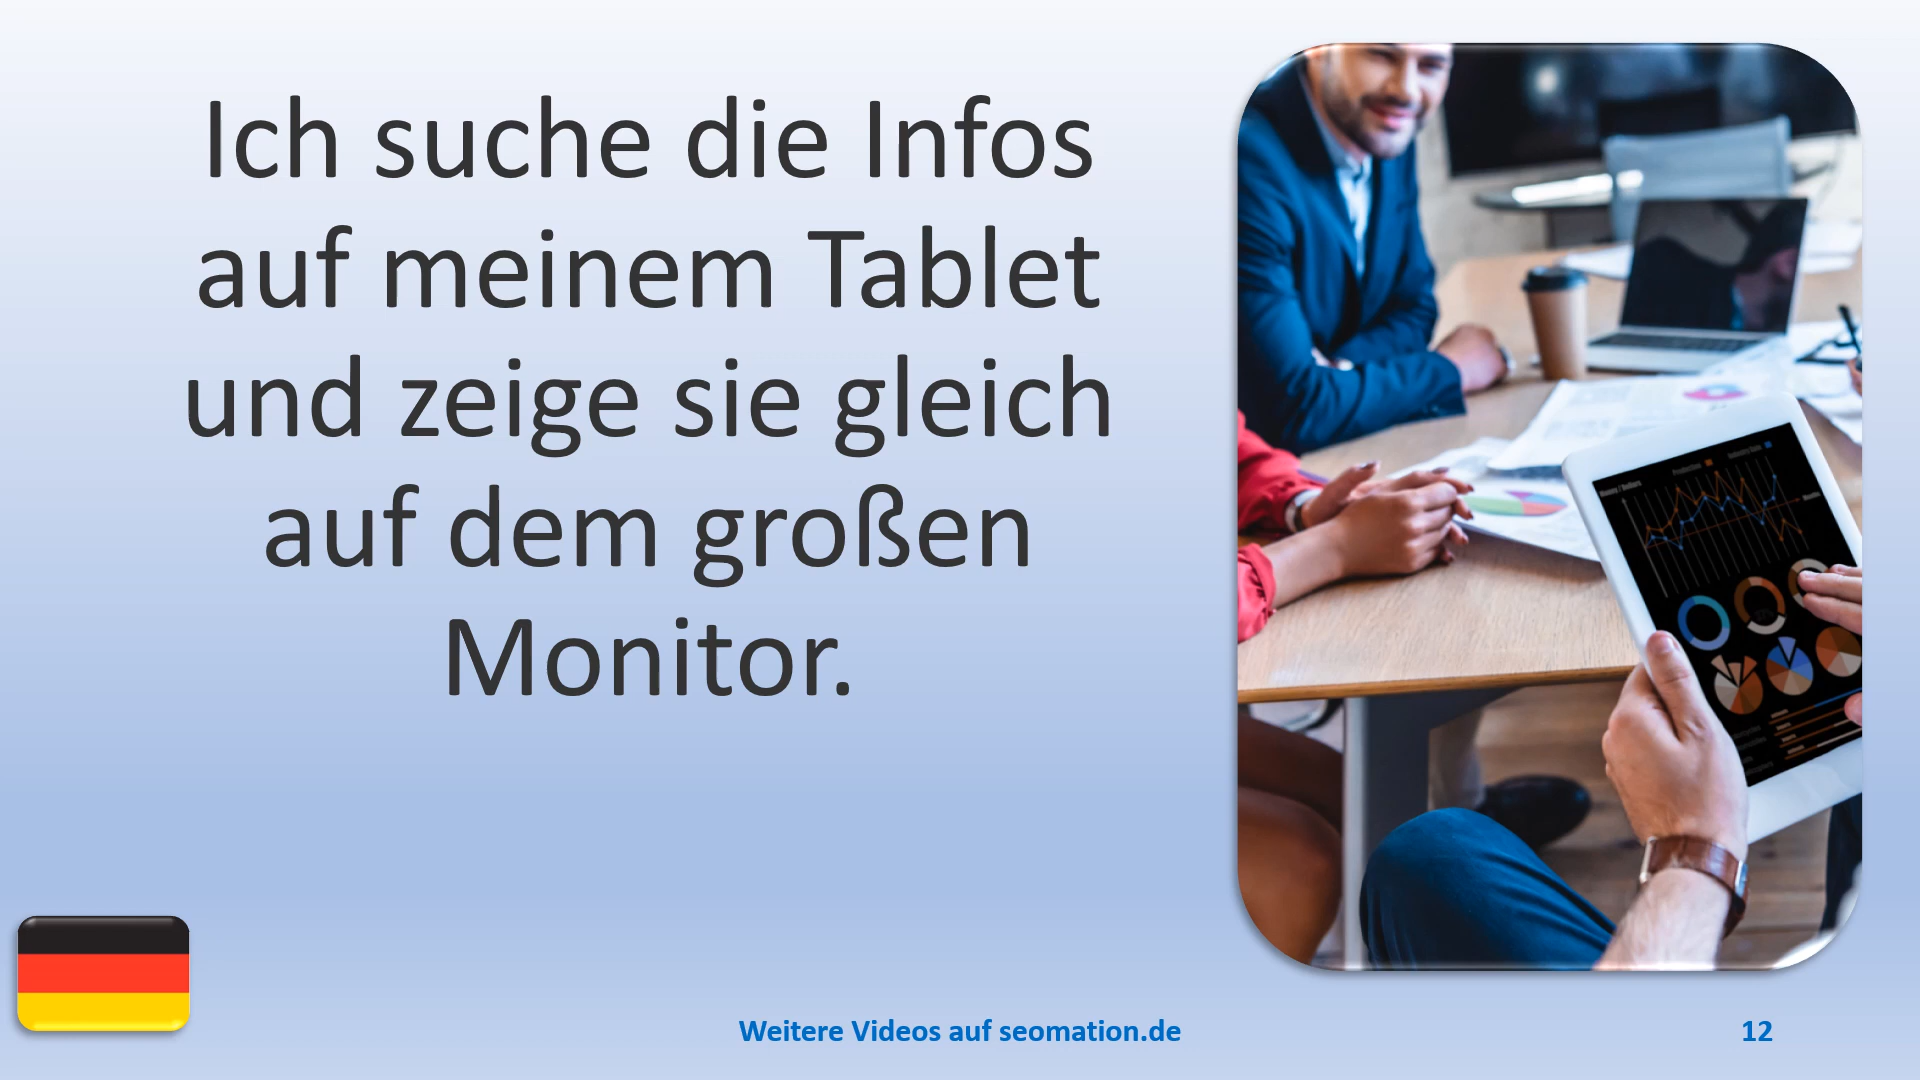 Ich suche die Infos
auf meinem Tablet
und zeige sie gleich
auf dem großen
Monitor.
Weitere Videos auf seomation.de
12